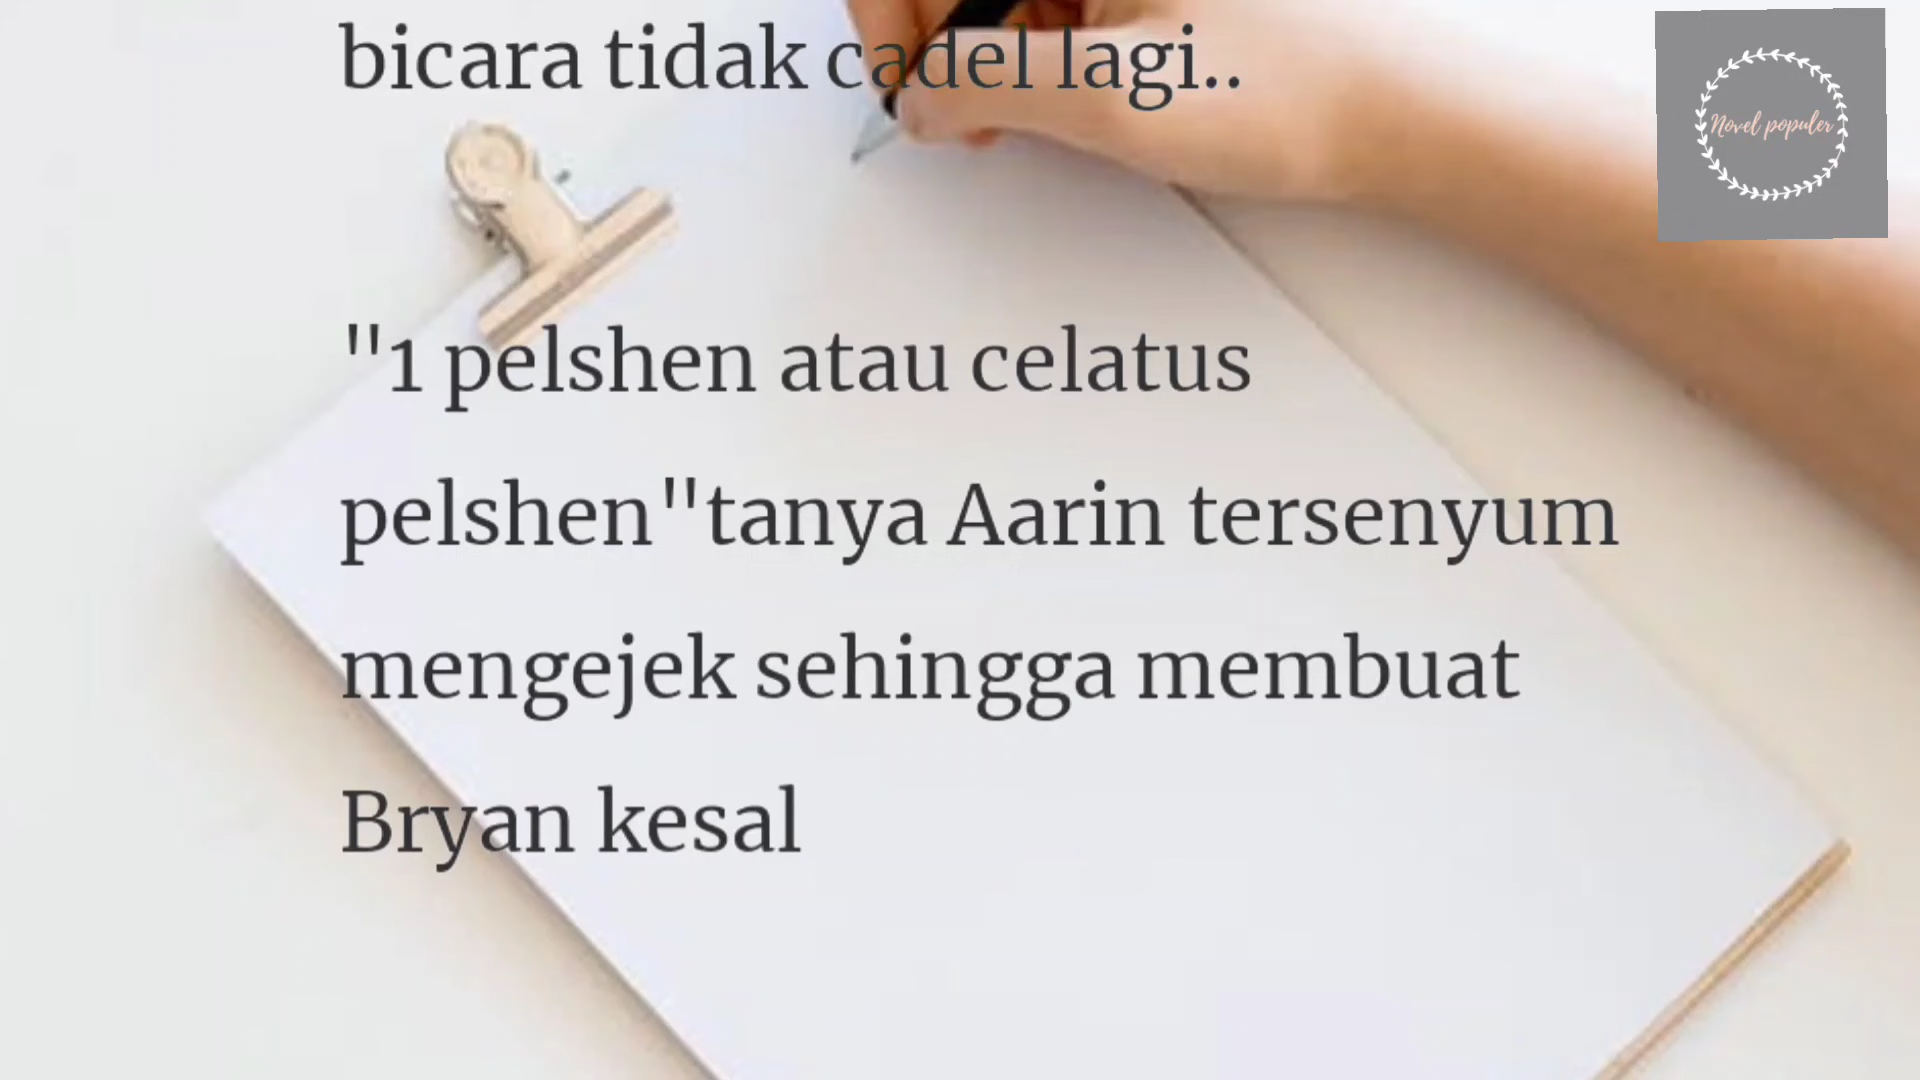 bicara tidak cadel lagi..
Novel populer
"1 pelshen atau celatus
pelshen"tanya Aarin tersenyum
mengejek sehingga membuat
Bryan kesal